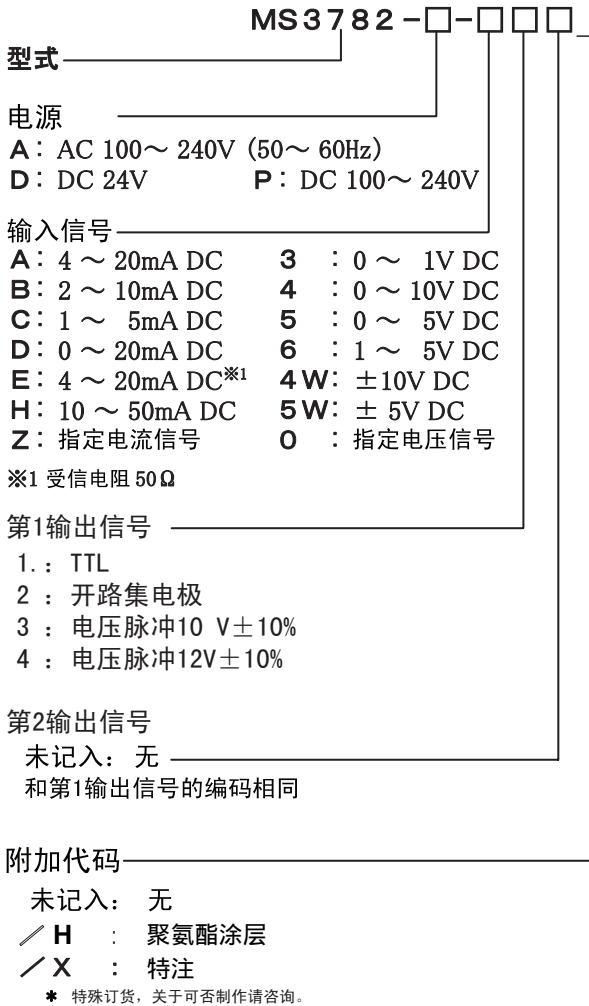 MS3782-□-□□□
型式
电源
A：AC 100～240V（50～60Hz）
D：DC 24V P：DC 100～240V
输入信号
A：4～20mA DC 3 ：0～ 1V DC
B：2～10mA DC 4 ：0～10V DC
C：1～ 5mA DC 5 ：0～ 5V DC
D：0～20mA DC 6 ：1～ 5V DC
E：4～20mA DC※1 4W：±10V DC
H：10～50mA DC 5W：± 5V DC
Z：指定电流信号 0 ：指定电压信号
※1 受信电阻50Ω
第1输出信号
1.：TTL
2 ：开路集电极
3 ：电压脉冲10 V±10%
4 ：电压脉冲12V±10%
第2输出信号
未记入：无
和第1输出信号的编码相同
附加代码
未记入： 无
／H ： 聚氨酯涂层
／X ： 特注
＊ 特殊订货，关于可否制作请咨询。